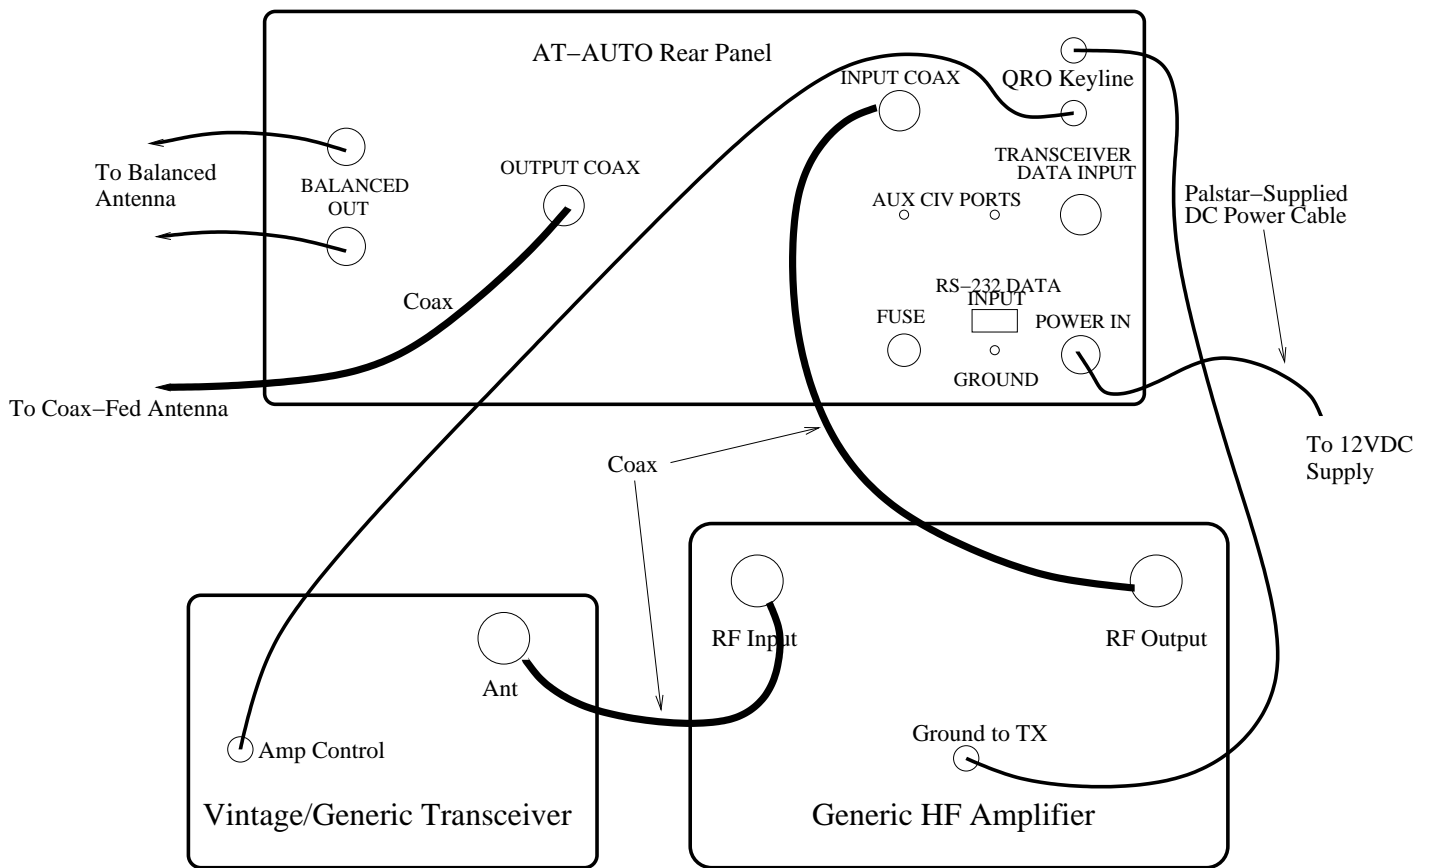 AT−AUTO Rear Panel
INPUT COAX
QRO Keyline
To Balanced
Antenna
BALANCED
OUT
OUTPUT COAX
TRANSCEIVER
DATA INPUT
AUX CIV PORTS
Palstar−Supplied
DC Power Cable
Coax
RS−232 DATA
INPUT
FUSE
POWER IN
GROUND
To Coax−Fed Antenna
To 12VDC
Supply
Coax
RF Input
RF Output
Ant
Amp Control
Ground to TX
Vintage/Generic Transceiver
Generic HF Amplifier